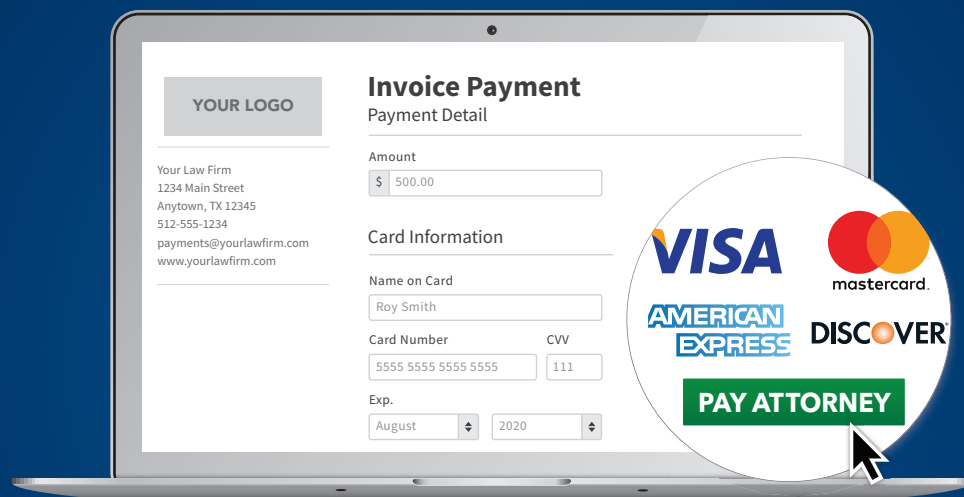 YOUR LOGO
Your Law Firm
1234 Main Street
Anytown, TX 12345
512-555-1234
payments@yourlawfirm.com
www.yourlawfirm.com
Invoice Payment
Payment Detail
Amount
$ 500.00
Card Information
Name on Card
Roy Smith
Card Number CVV
5555 5555 5555 5555 111
Exp.
August 2020
VISA
mastercard.
AMERICAN
EXPRESS
DISCOVER
PAY ATTORNEY